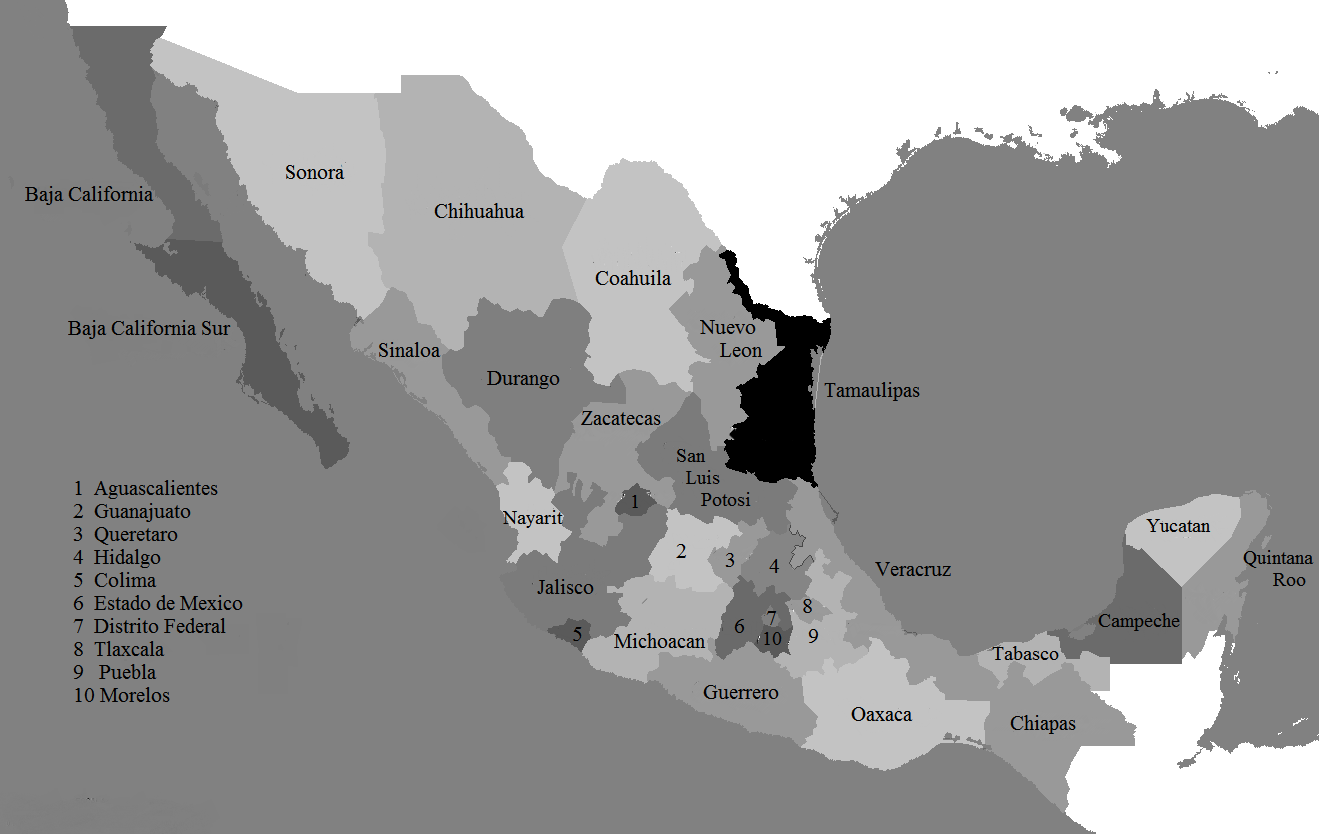 Sonora
Chihuahua
Baja California
Coahuila
Baja California Sur
Nuevo
Leon
Sinaloa
Durango
Tamaulipas
Zacatecas
San
Luis
Potosi
1 Aguascalientes
2 Guanajuato
3 Queretaro
4 Hidalgo
5 Colima
6 Estado de Mexico
7 Distrito Federal
8 Tlaxcala
9 Puebla
10 Morelos
1
Nayarit
Yucatan
2
3
4
Quintana
Roo
Veracruz
Jalisco
8
7
Campeche
5
6
10
9
Michoacan
Tabasco
Guerrero
Oaxaca
Chiapas